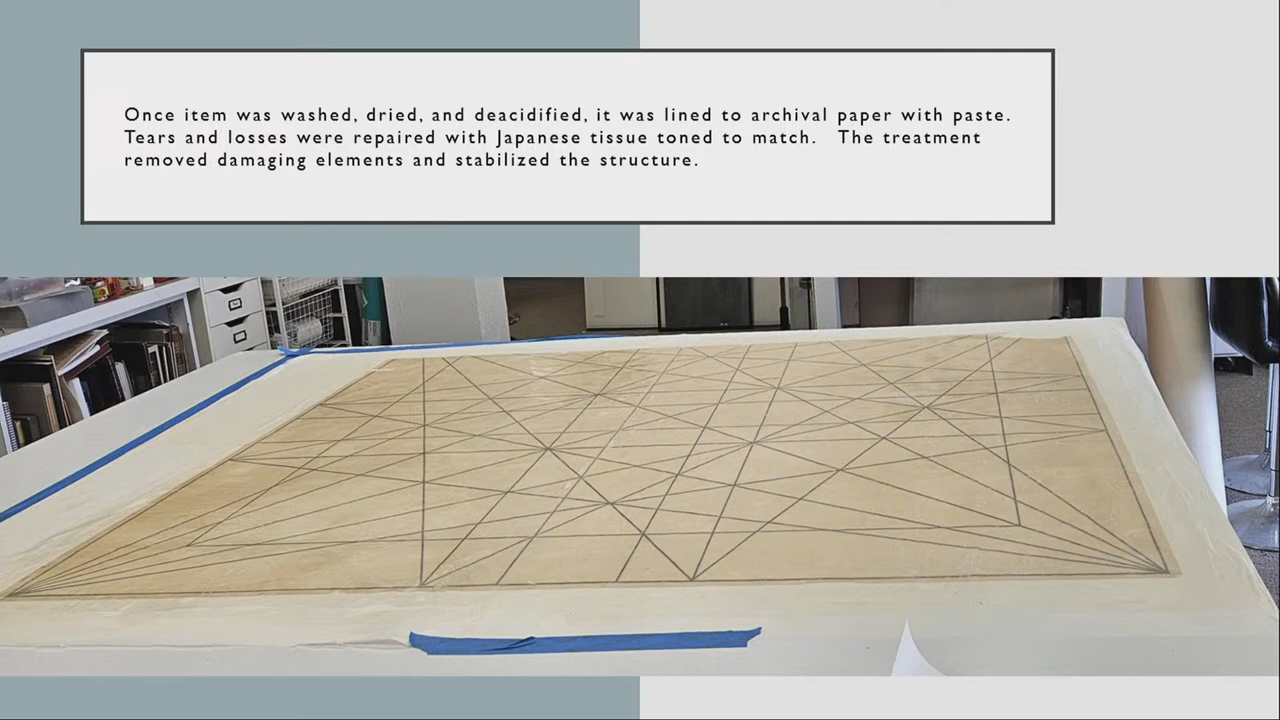 Once item was washed, dried, and deacidified, it was lined to archival paper with paste.
Tears and losses were repaired with Japanese tissue toned to match.   The treatment
removed damaging elements and stabilized the structure.